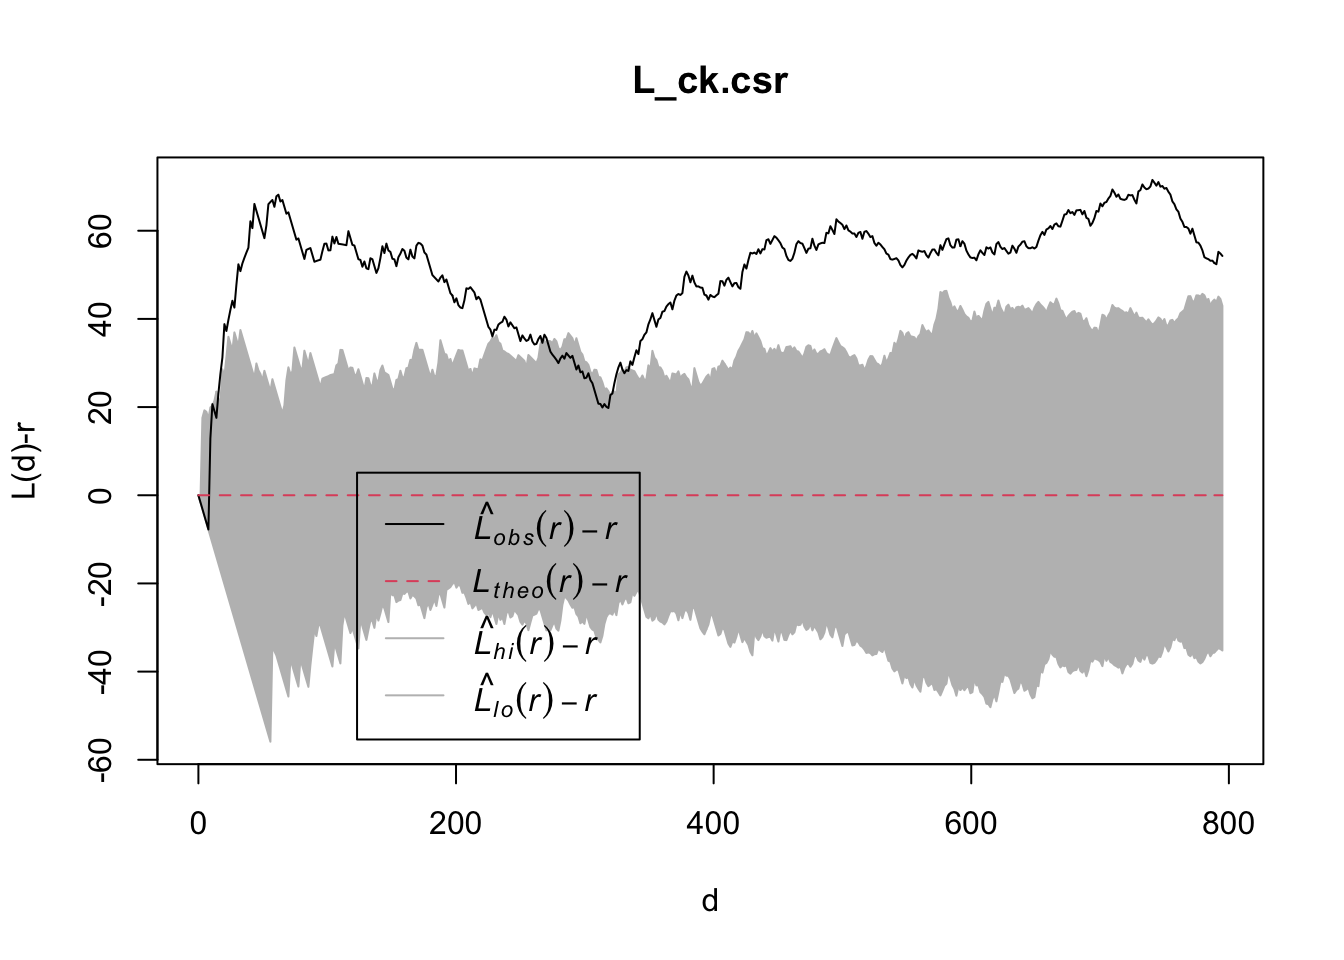 L_ck.csr
L(d)-r
60
40
20
0
-20
-40
-60
L̂obs(r) − r
Ltheo(r) − r
L̂hi(r) − r
L̂lo(r) − r
0 200 400 600 800
d